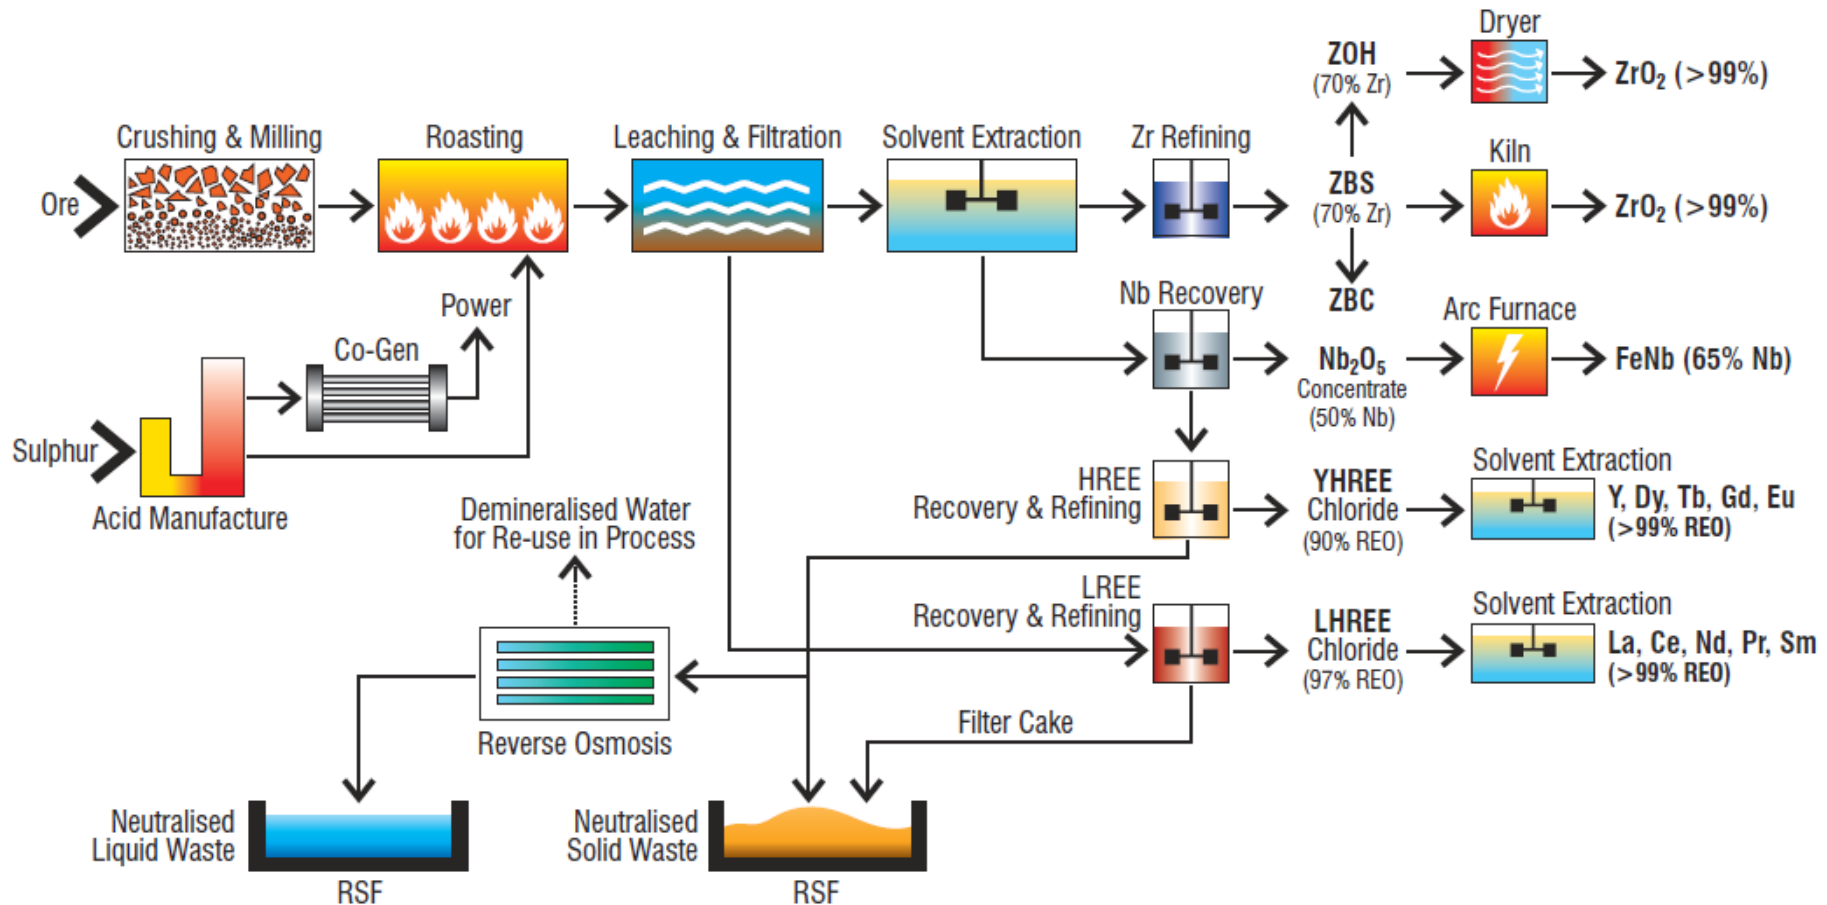 Dryer
ZOH
(70% Zr)
ZrO₂ (>99%)
Crushing & Milling
Roasting
Leaching & Filtration
Solvent Extraction
Zr Refining
Kiln
Ore
ZBS
(70% Zr)
ZrO₂ (>99%)
Power
Nb Recovery
ZBC
Arc Furnace
Co-Gen
Nb₂O₅
Concentrate
(50% Nb)
FeNb (65% Nb)
Sulphur
Acid Manufacture
HREE
Recovery & Refining
YHREE
Chloride
(90% REO)
Solvent Extraction
Y, Dy, Tb, Gd, Eu
(>99% REO)
Demineralised Water
for Re-use in Process
LREE
Recovery & Refining
LHREE
Chloride
(97% REO)
Solvent Extraction
La, Ce, Nd, Pr, Sm
(>99% REO)
Reverse Osmosis
Filter Cake
Neutralised
Liquid Waste
RSF
Neutralised
Solid Waste
RSF